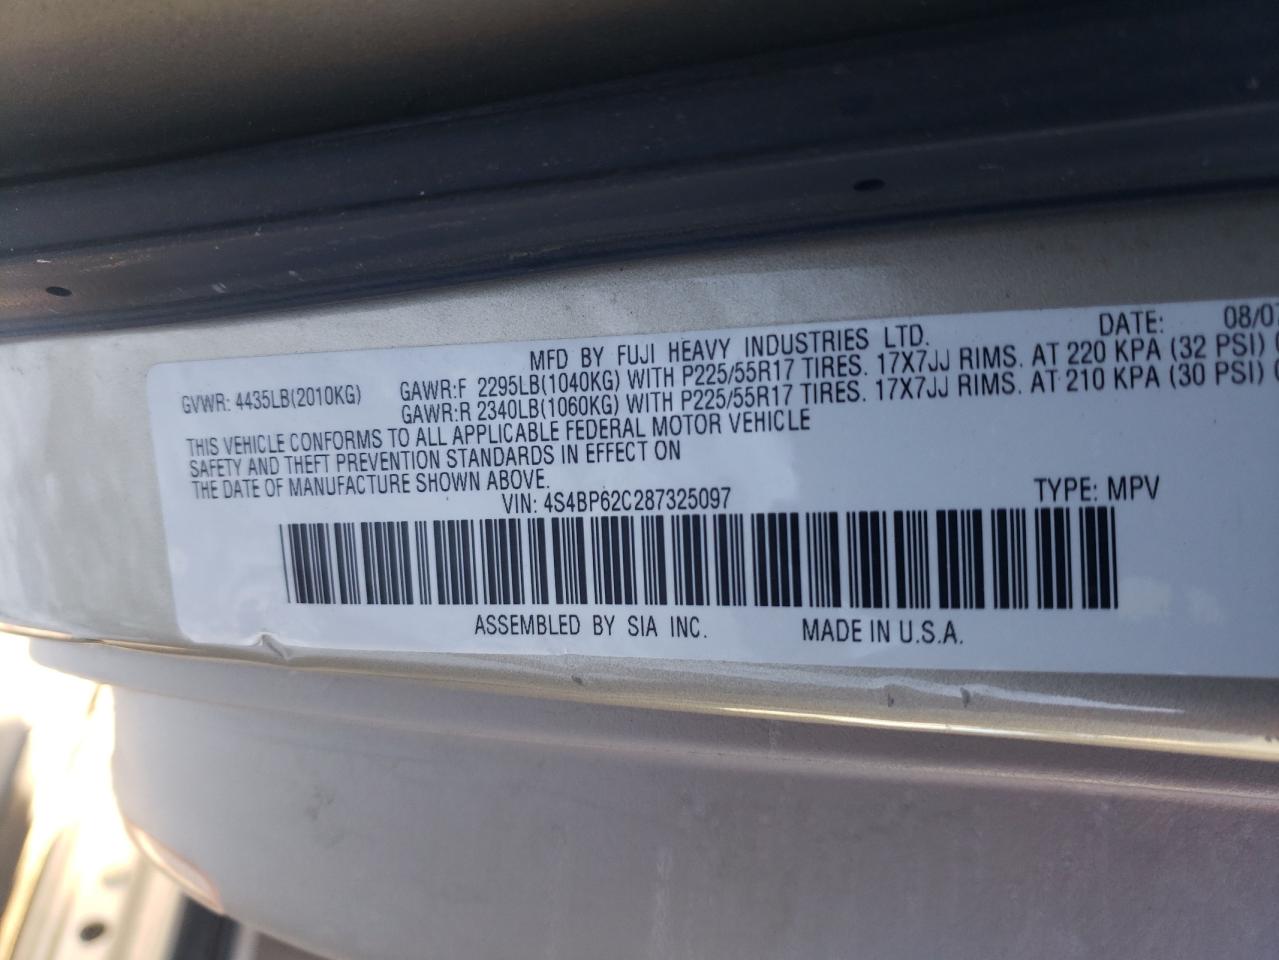 MFD BY FUJI HEAVY INDUSTRIES LTD. DATE: 08/07
GVWR: 4435LB(2010KG) GAWR:F 2295LB(1040KG) WITH P225/55R17 TIRES. 17X7JJ RIMS. AT 220 KPA (32 PSI)
GAWR:R 2340LB(1060KG) WITH P225/55R17 TIRES. 17X7JJ RIMS. AT 210 KPA (30 PSI)
THIS VEHICLE CONFORMS TO ALL APPLICABLE FEDERAL MOTOR VEHICLE
SAFETY AND THEFT PREVENTION STANDARDS IN EFFECT ON
THE DATE OF MANUFACTURE SHOWN ABOVE.
VIN: 4S4BP62C287325097 TYPE: MPV
ASSEMBLED BY SIA INC. MADE IN U.S.A.